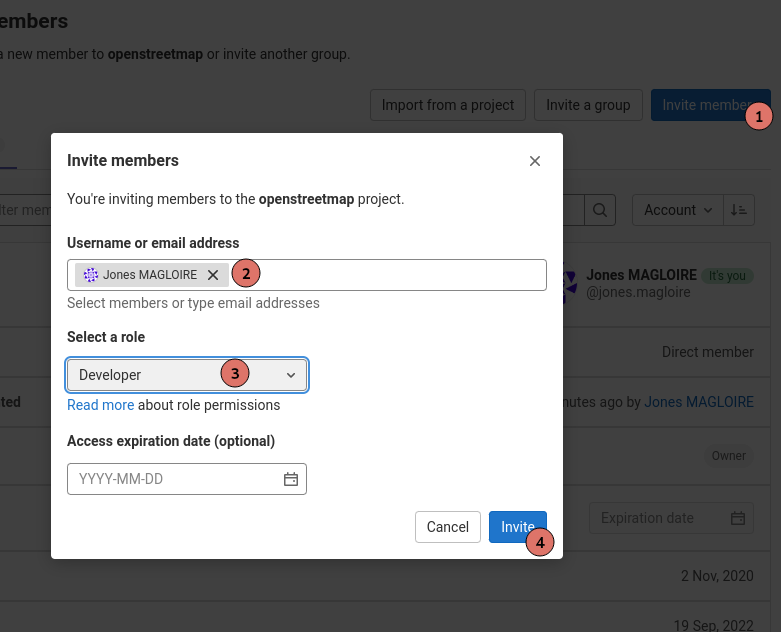 embers
a new member to openstreetmap or invite another group.
Import from a project
Invite a group
Invite membe
1
Invite members
You're inviting members to the openstreetmap project.
Account
Username or email address
Jones MAGLOIRE
2
Select members or type email addresses
Jones MAGLOIRE
It's you
@jones.magloire
Select a role
Direct member
Developer
3
Read more about role permissions
ted
nutes ago by Jones MAGLOIRE
Access expiration date (optional)
Owner
YYYY-MM-DD
Cancel
Invite
4
Expiration date
2 Nov, 2020
19 Sep, 2022